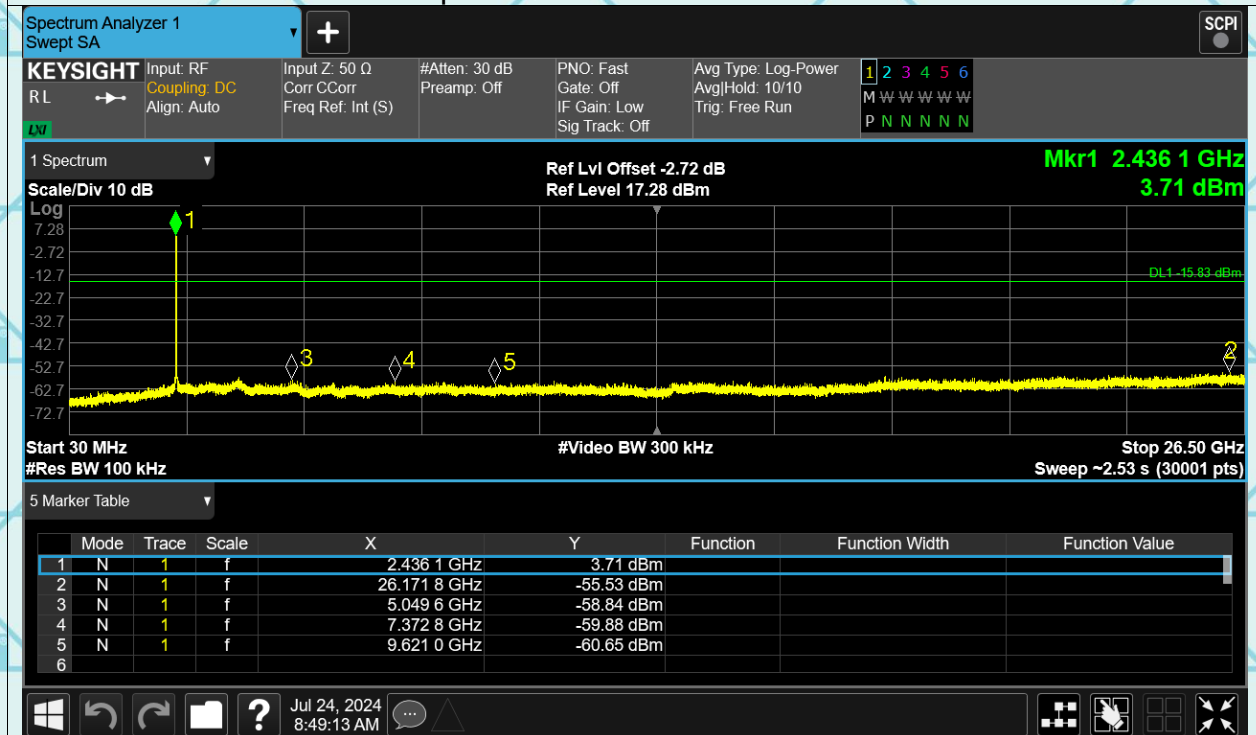 Spectrum Analyzer 1
Swept SA
+
SCPI
KEYSIGHT Input: RF Input Z: 50 Ω #Atten: 30 dB PNO: Fast Avg Type: Log-Power 1 2 3 4 5 6
RL Coupling: DC Corr CCorr Preamp: Off Gate: Off Avg|Hold: 10/10 M W W W W W
Align: Auto Freq Ref: Int (S) IF Gain: Low Trig: Free Run
LXI Sig Track: Off P N N N N N
1 Spectrum
Scale/Div 10 dB
Ref Lvl Offset -2.72 dB
Ref Level 17.28 dBm
Mkr1 2.436 1 GHz
3.71 dBm
Log
7.28
-2.72
-12.7
-22.7
-32.7
-42.7
-52.7
-62.7
-72.7
1
DL1 -15.83 dBm
3
4
5
2
Start 30 MHz #Video BW 300 kHz Stop 26.50 GHz
#Res BW 100 kHz Sweep ~2.53 s (30001 pts)
5 Marker Table
Mode Trace Scale X Y Function Function Width Function Value
1 N 1 f 2.436 1 GHz 3.71 dBm
2 N 1 f 26.171 8 GHz -55.53 dBm
3 N 1 f 5.049 6 GHz -58.84 dBm
4 N 1 f 7.372 8 GHz -59.88 dBm
5 N 1 f 9.621 0 GHz -60.65 dBm
6
? Jul 24, 2024
8:49:13 AM